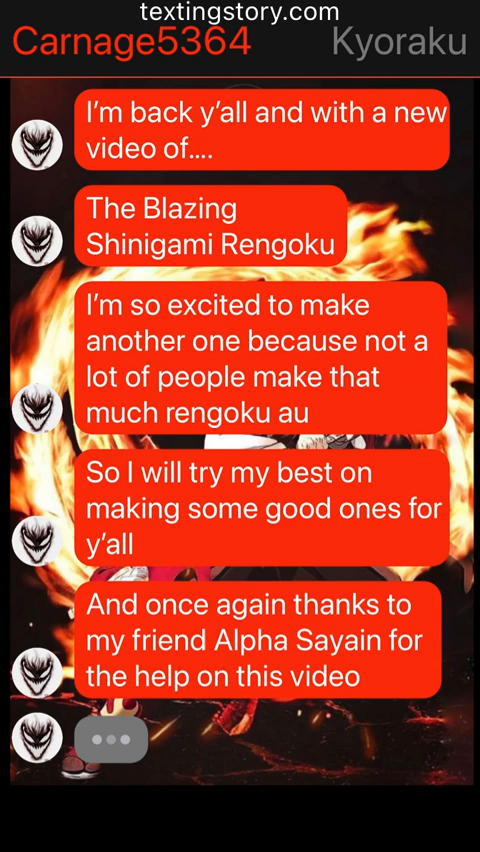 textingstory.com
Carnage5364 Kyoraku
I’m back y’all and with a new
video of....
The Blazing
Shinigami Rengoku
I’m so excited to make
another one because not a
lot of people make that
much rengoku au
So I will try my best on
making some good ones for
y’all
And once again thanks to
my friend Alpha Sayain for
the help on this video